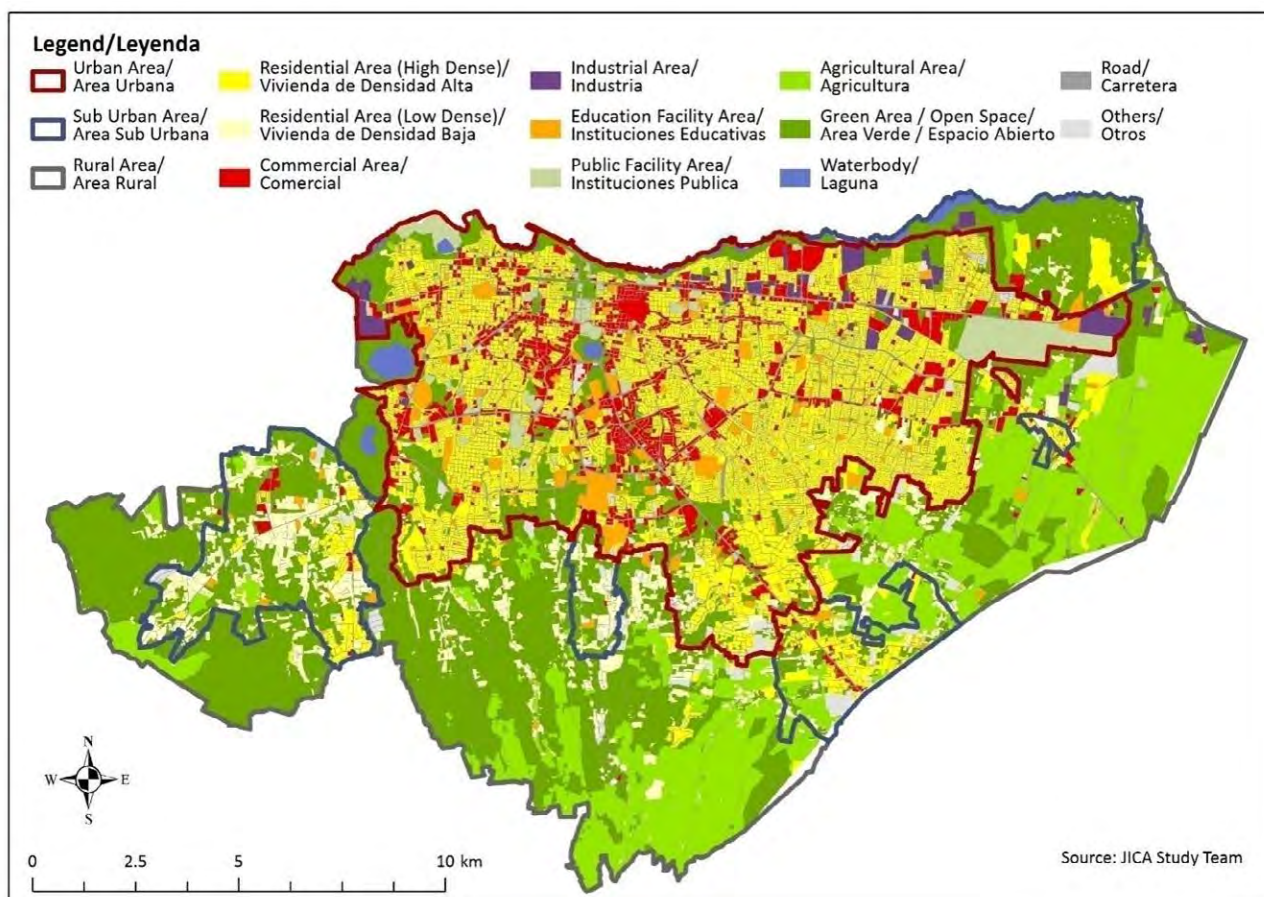 Legend/Leyenda
Urban Area/
Area Urbana
Sub Urban Area/
Area Sub Urbana
Rural Area/
Area Rural
Residential Area (High Dense)/
Vivienda de Densidad Alta
Residential Area (Low Dense)/
Vivienda de Densidad Baja
Commercial Area/
Comercial
Industrial Area/
Industria
Education Facility Area/
Instituciones Educativas
Public Facility Area/
Instituciones Publica
Agricultural Area/
Agricultura
Green Area / Open Space/
Area Verde / Espacio Abierto
Waterbody/
Laguna
Road/
Carretera
Others/
Otros
N
W E
S
0 2.5 5 10 km
Source: JICA Study Team